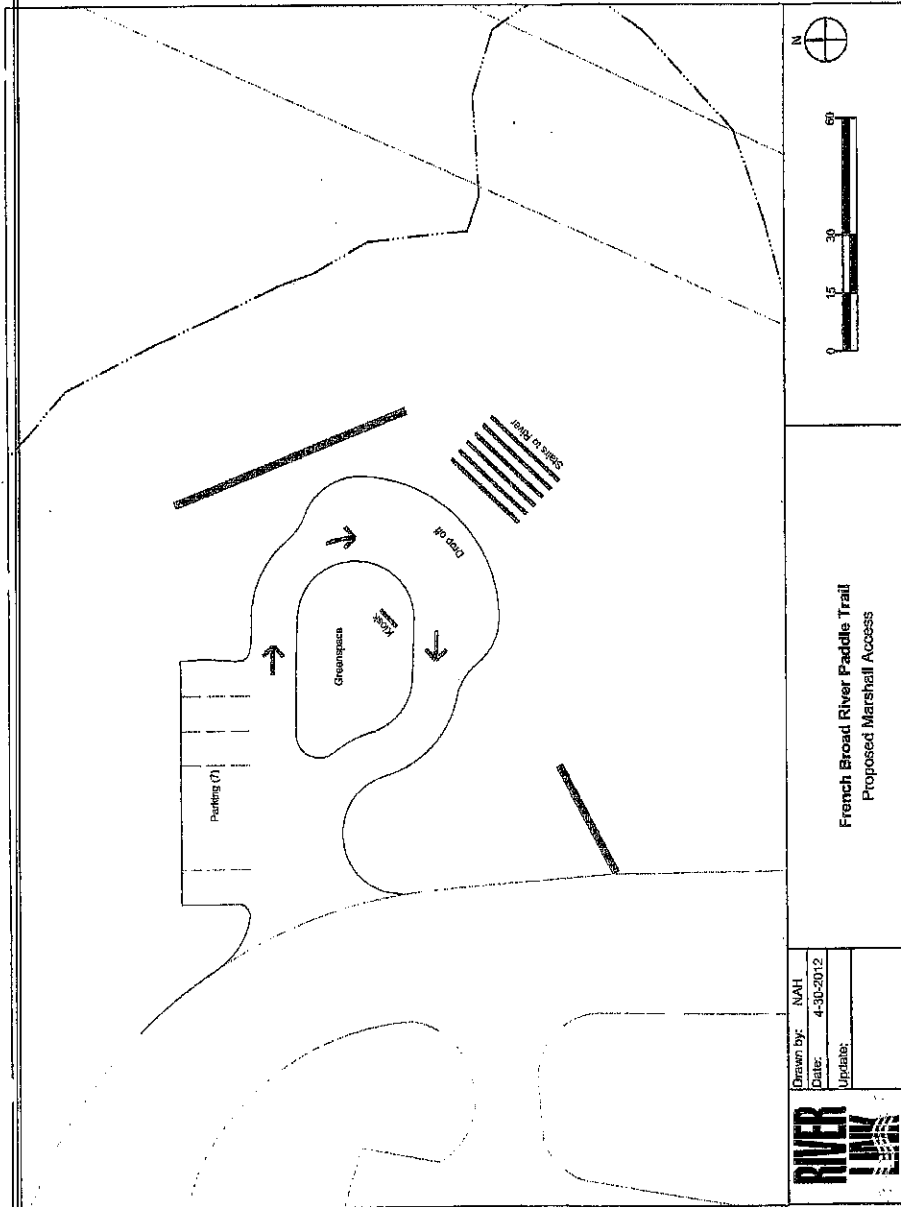 Parking (7)
Greenspace
Kiosk
Drop off
Stairs to River
RIVER
LINK
Drawn by: NAH
Date: 4-30-2012
Update:
French Broad River Paddle Trail
Proposed Marshall Access
0 15 30 60
N